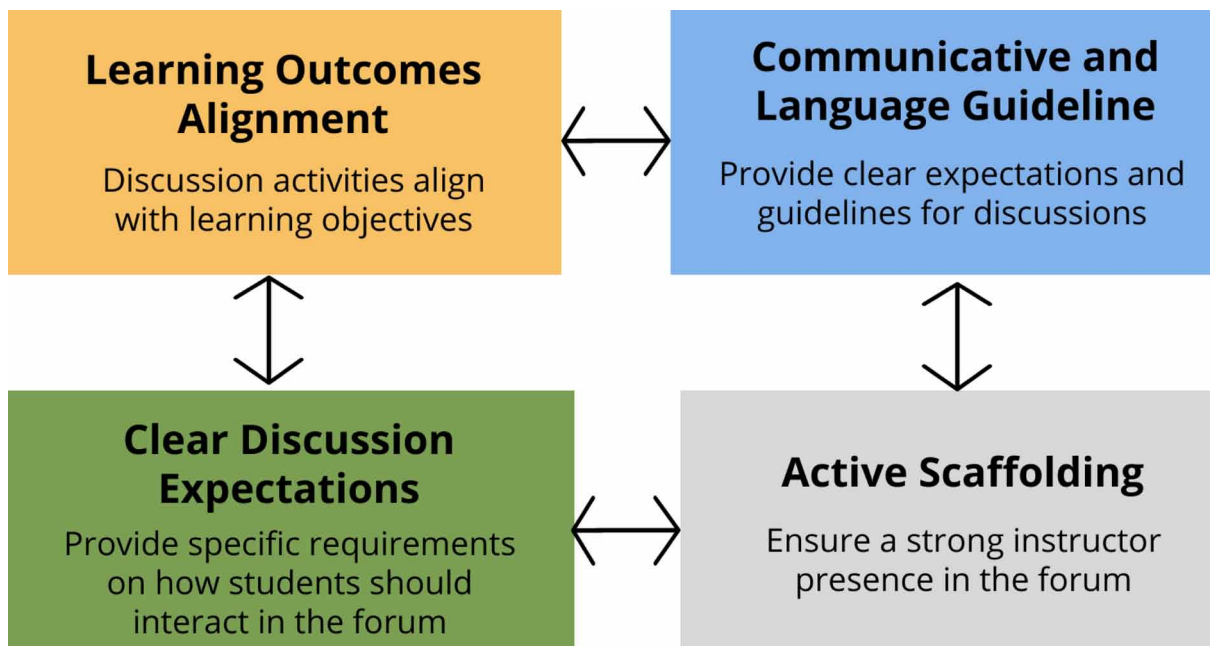 Learning Outcomes
Alignment
Discussion activities align
with learning objectives
Communicative and
Language Guideline
Provide clear expectations and
guidelines for discussions
Clear Discussion
Expectations
Provide specific requirements
on how students should
interact in the forum
Active Scaffolding
Ensure a strong instructor
presence in the forum